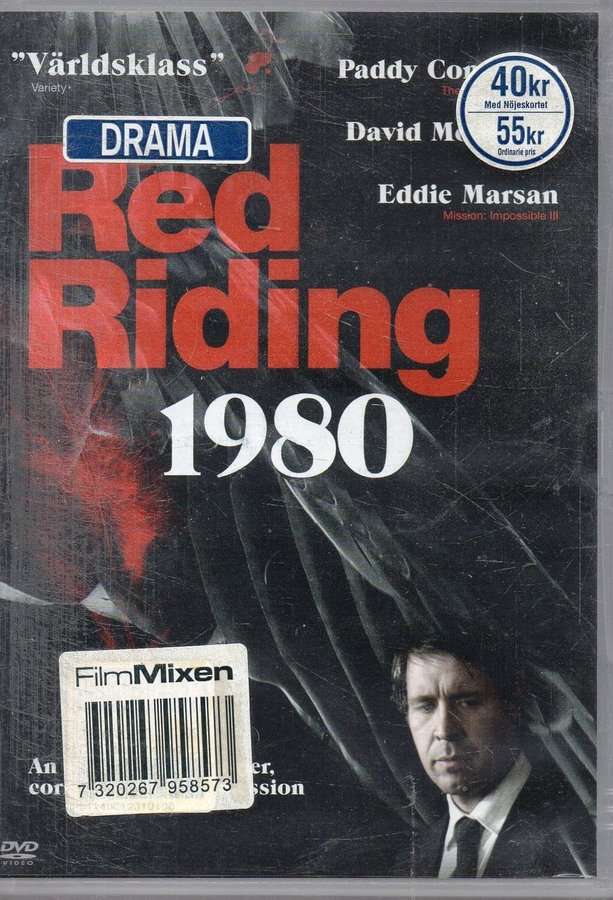 ”Världsklass”
Variety
Paddy Con
The
40kr
Med Nöjeskortet
55kr
Ordinarie pris
David Mo
DRAMA
Eddie Marsan
Mission: Impossible III
Red
Riding
1980
FilmMixen
7 320267 958573
An er,
cor ssion
DVD
VIDEO